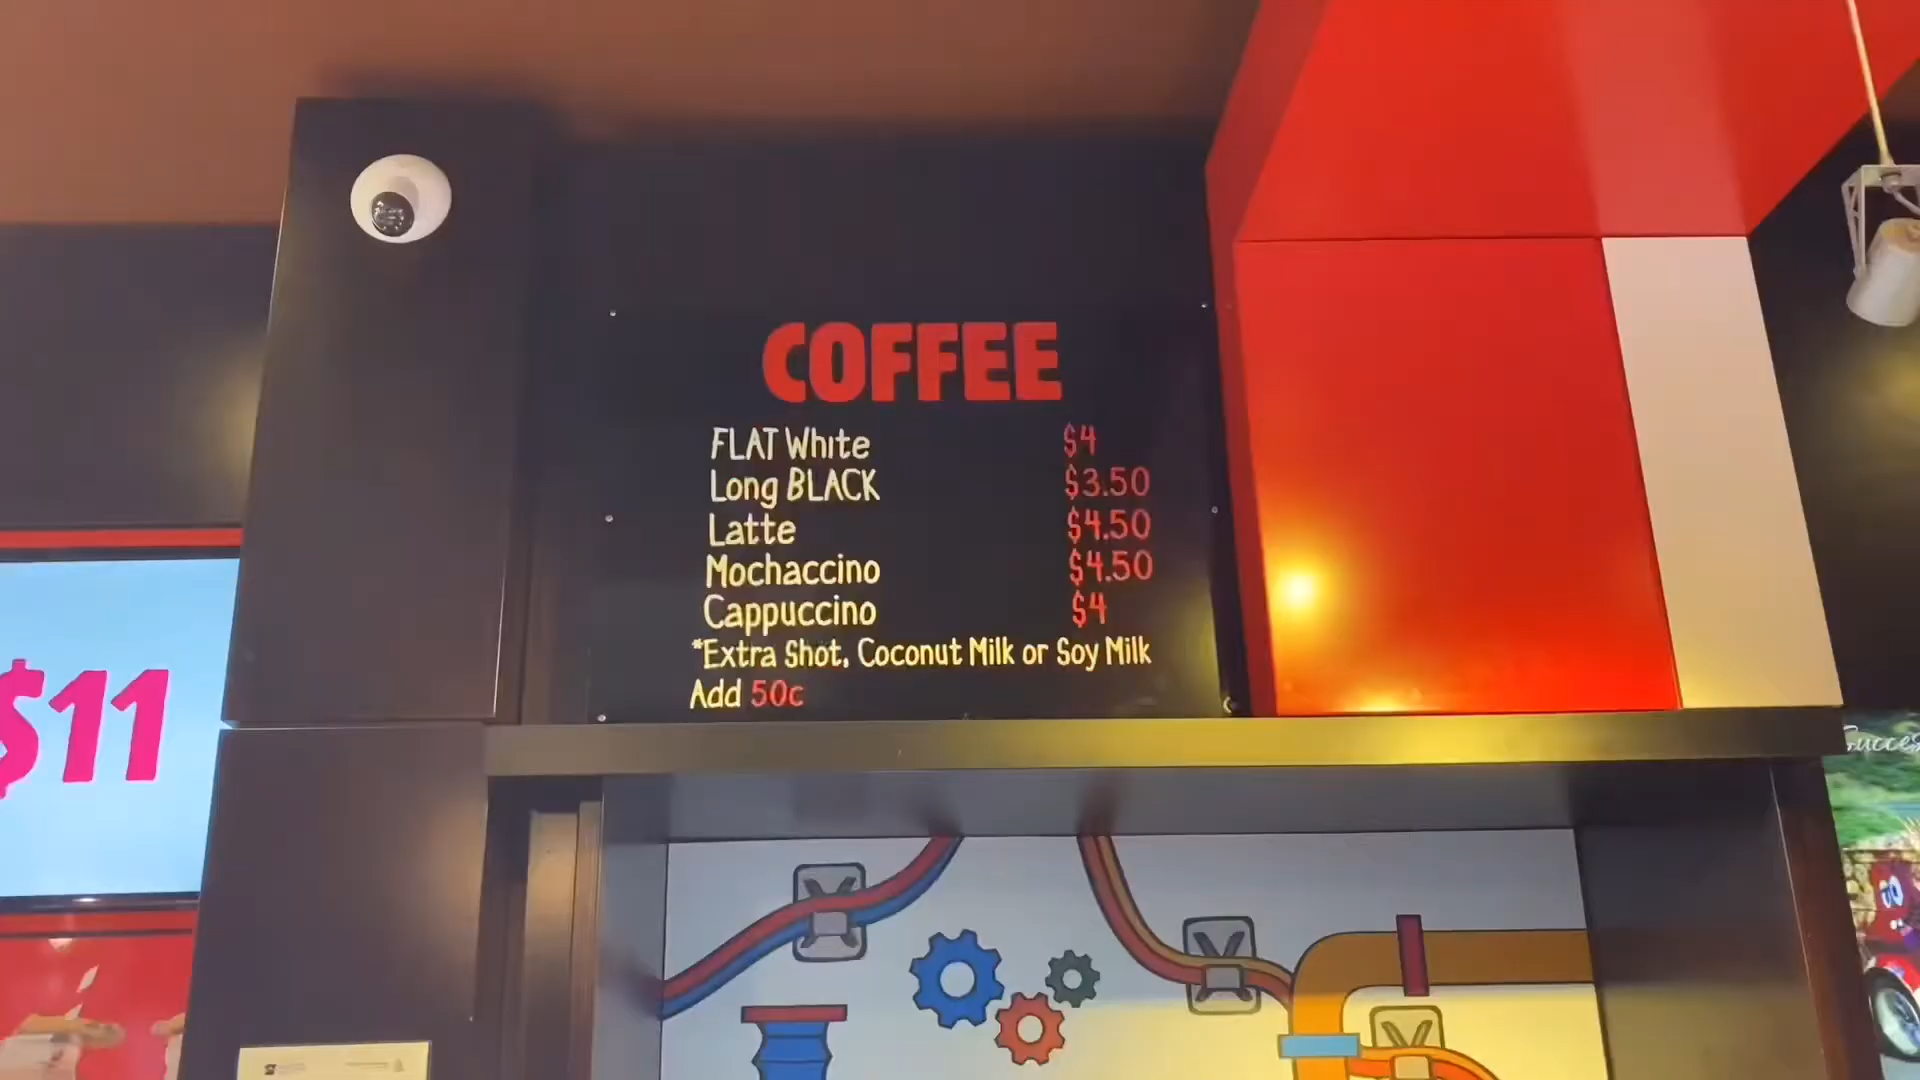 COFFEE
FLAT White $4
Long BLACK $3.50
Latte $4.50
Mochaccino $4.50
Cappuccino $4
*Extra Shot, Coconut Milk or Soy Milk
Add 50c
$11